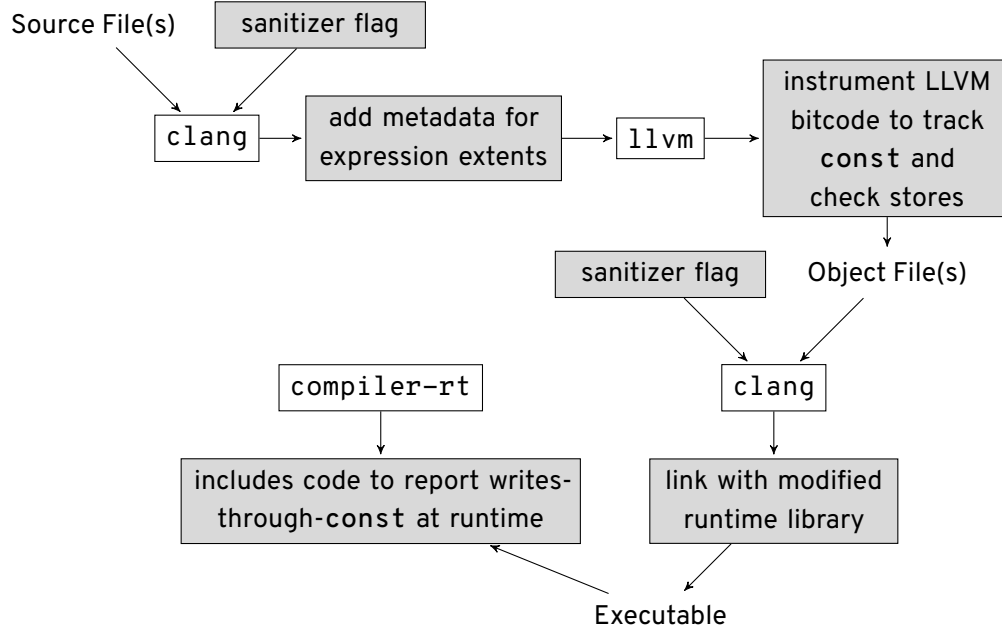 Source File(s)
sanitizer flag
clang
add metadata for
expression extents
llvm
instrument LLVM
bitcode to track
const and
check stores
sanitizer flag
Object File(s)
compiler-rt
clang
includes code to report writes-
through-const at runtime
link with modified
runtime library
Executable